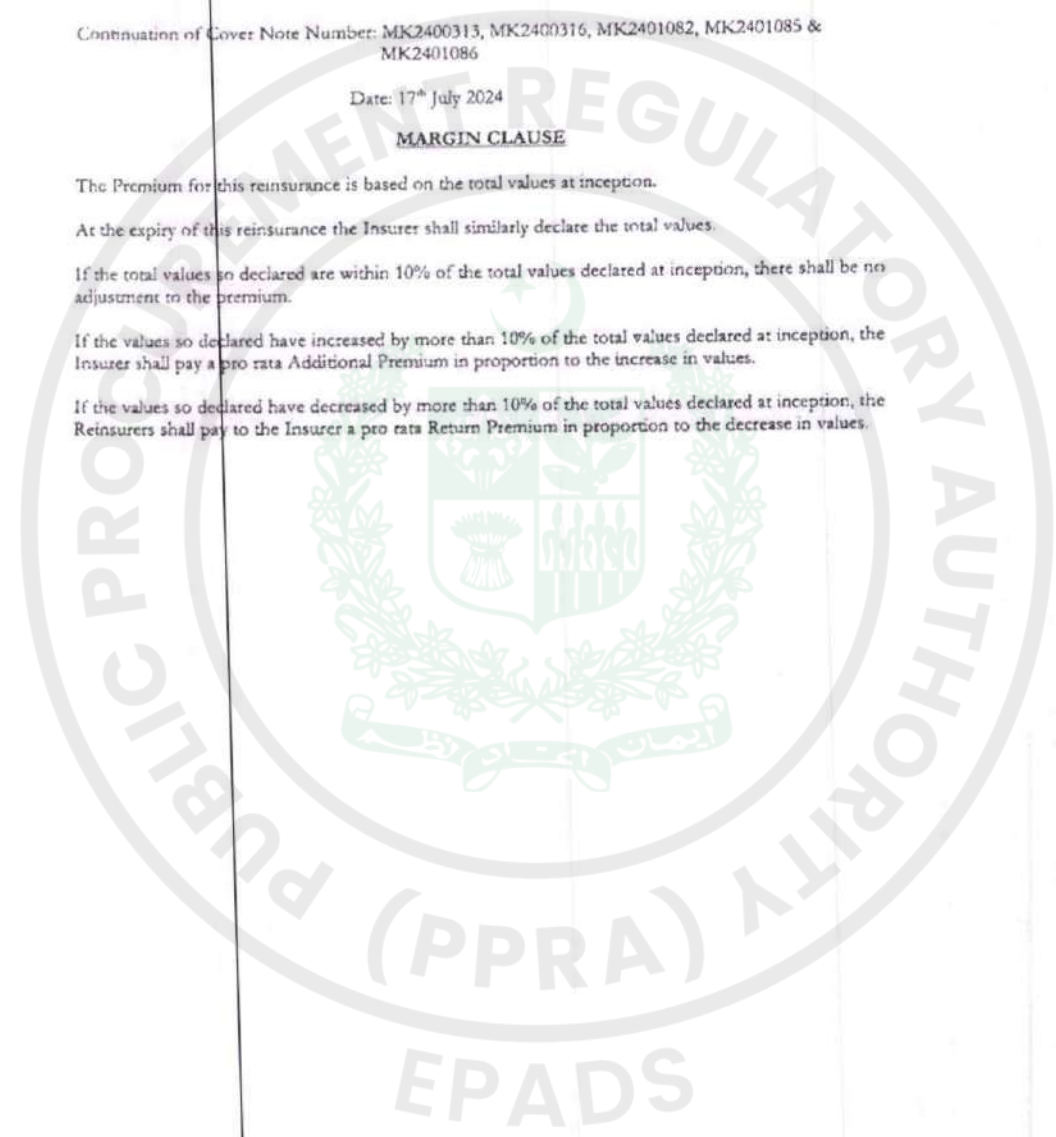 Continuation of Cover Note Number: MK2400313, MK2400316, MK2401082, MK2401085 &
MK2401086
Date: 17th July 2024
MARGIN CLAUSE
The Premium for this reinsurance is based on the total values at inception.
At the expiry of this reinsurance the Insurer shall similarly declare the total values.
If the total values so declared are within 10% of the total values declared at inception, there shall be no
adjustment to the premium.
If the values so declared have increased by more than 10% of the total values declared at inception, the
Insurer shall pay a pro rata Additional Premium in proportion to the increase in values.
If the values so declared have decreased by more than 10% of the total values declared at inception, the
Reinsurers shall pay to the Insurer a pro rata Return Premium in proportion to the decrease in values.
PUBLIC PROCUREMENT REGULATORY AUTHORITY
(PPRA)
ایمان
اتحاد
EPADS